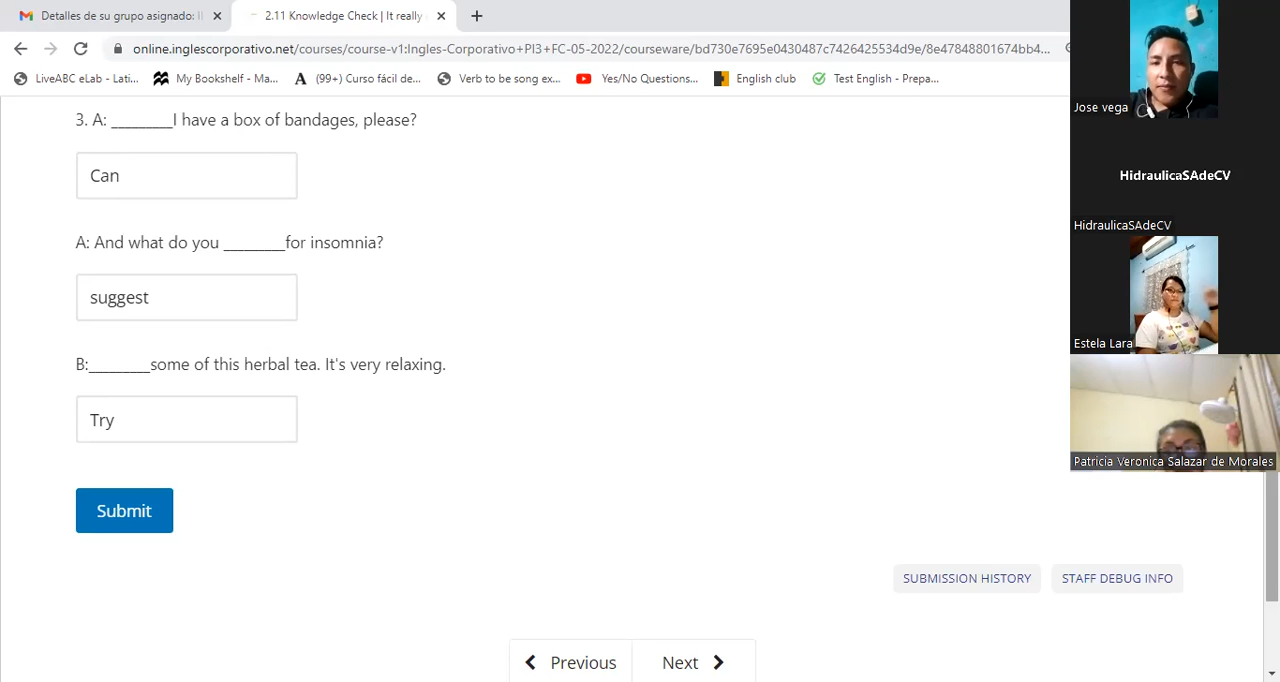 Detalles de su grupo asignado: I
2.11 Knowledge Check | It really
online.inglescorporativo.net/courses/course-v1:Ingles-Corporativo+PI3+FC-05-2022/courseware/bd730e7695e0430487c7426425534d9e/8e47848801674bb4...
LiveABC eLab - Lati... My Bookshelf - Ma... (99+) Curso fácil de... Verb to be song ex... Yes/No Questions... English club Test English - Prepa...
3. A: _________I have a box of bandages, please?
Can
A: And what do you ________for insomnia?
suggest
B:________some of this herbal tea. It's very relaxing.
Try
Submit
SUBMISSION HISTORY STAFF DEBUG INFO
Previous Next
Jose vega
HidraulicaSAdeCV
HidraulicaSAdeCV
Estela Lara
Patricia Veronica Salazar de Morales